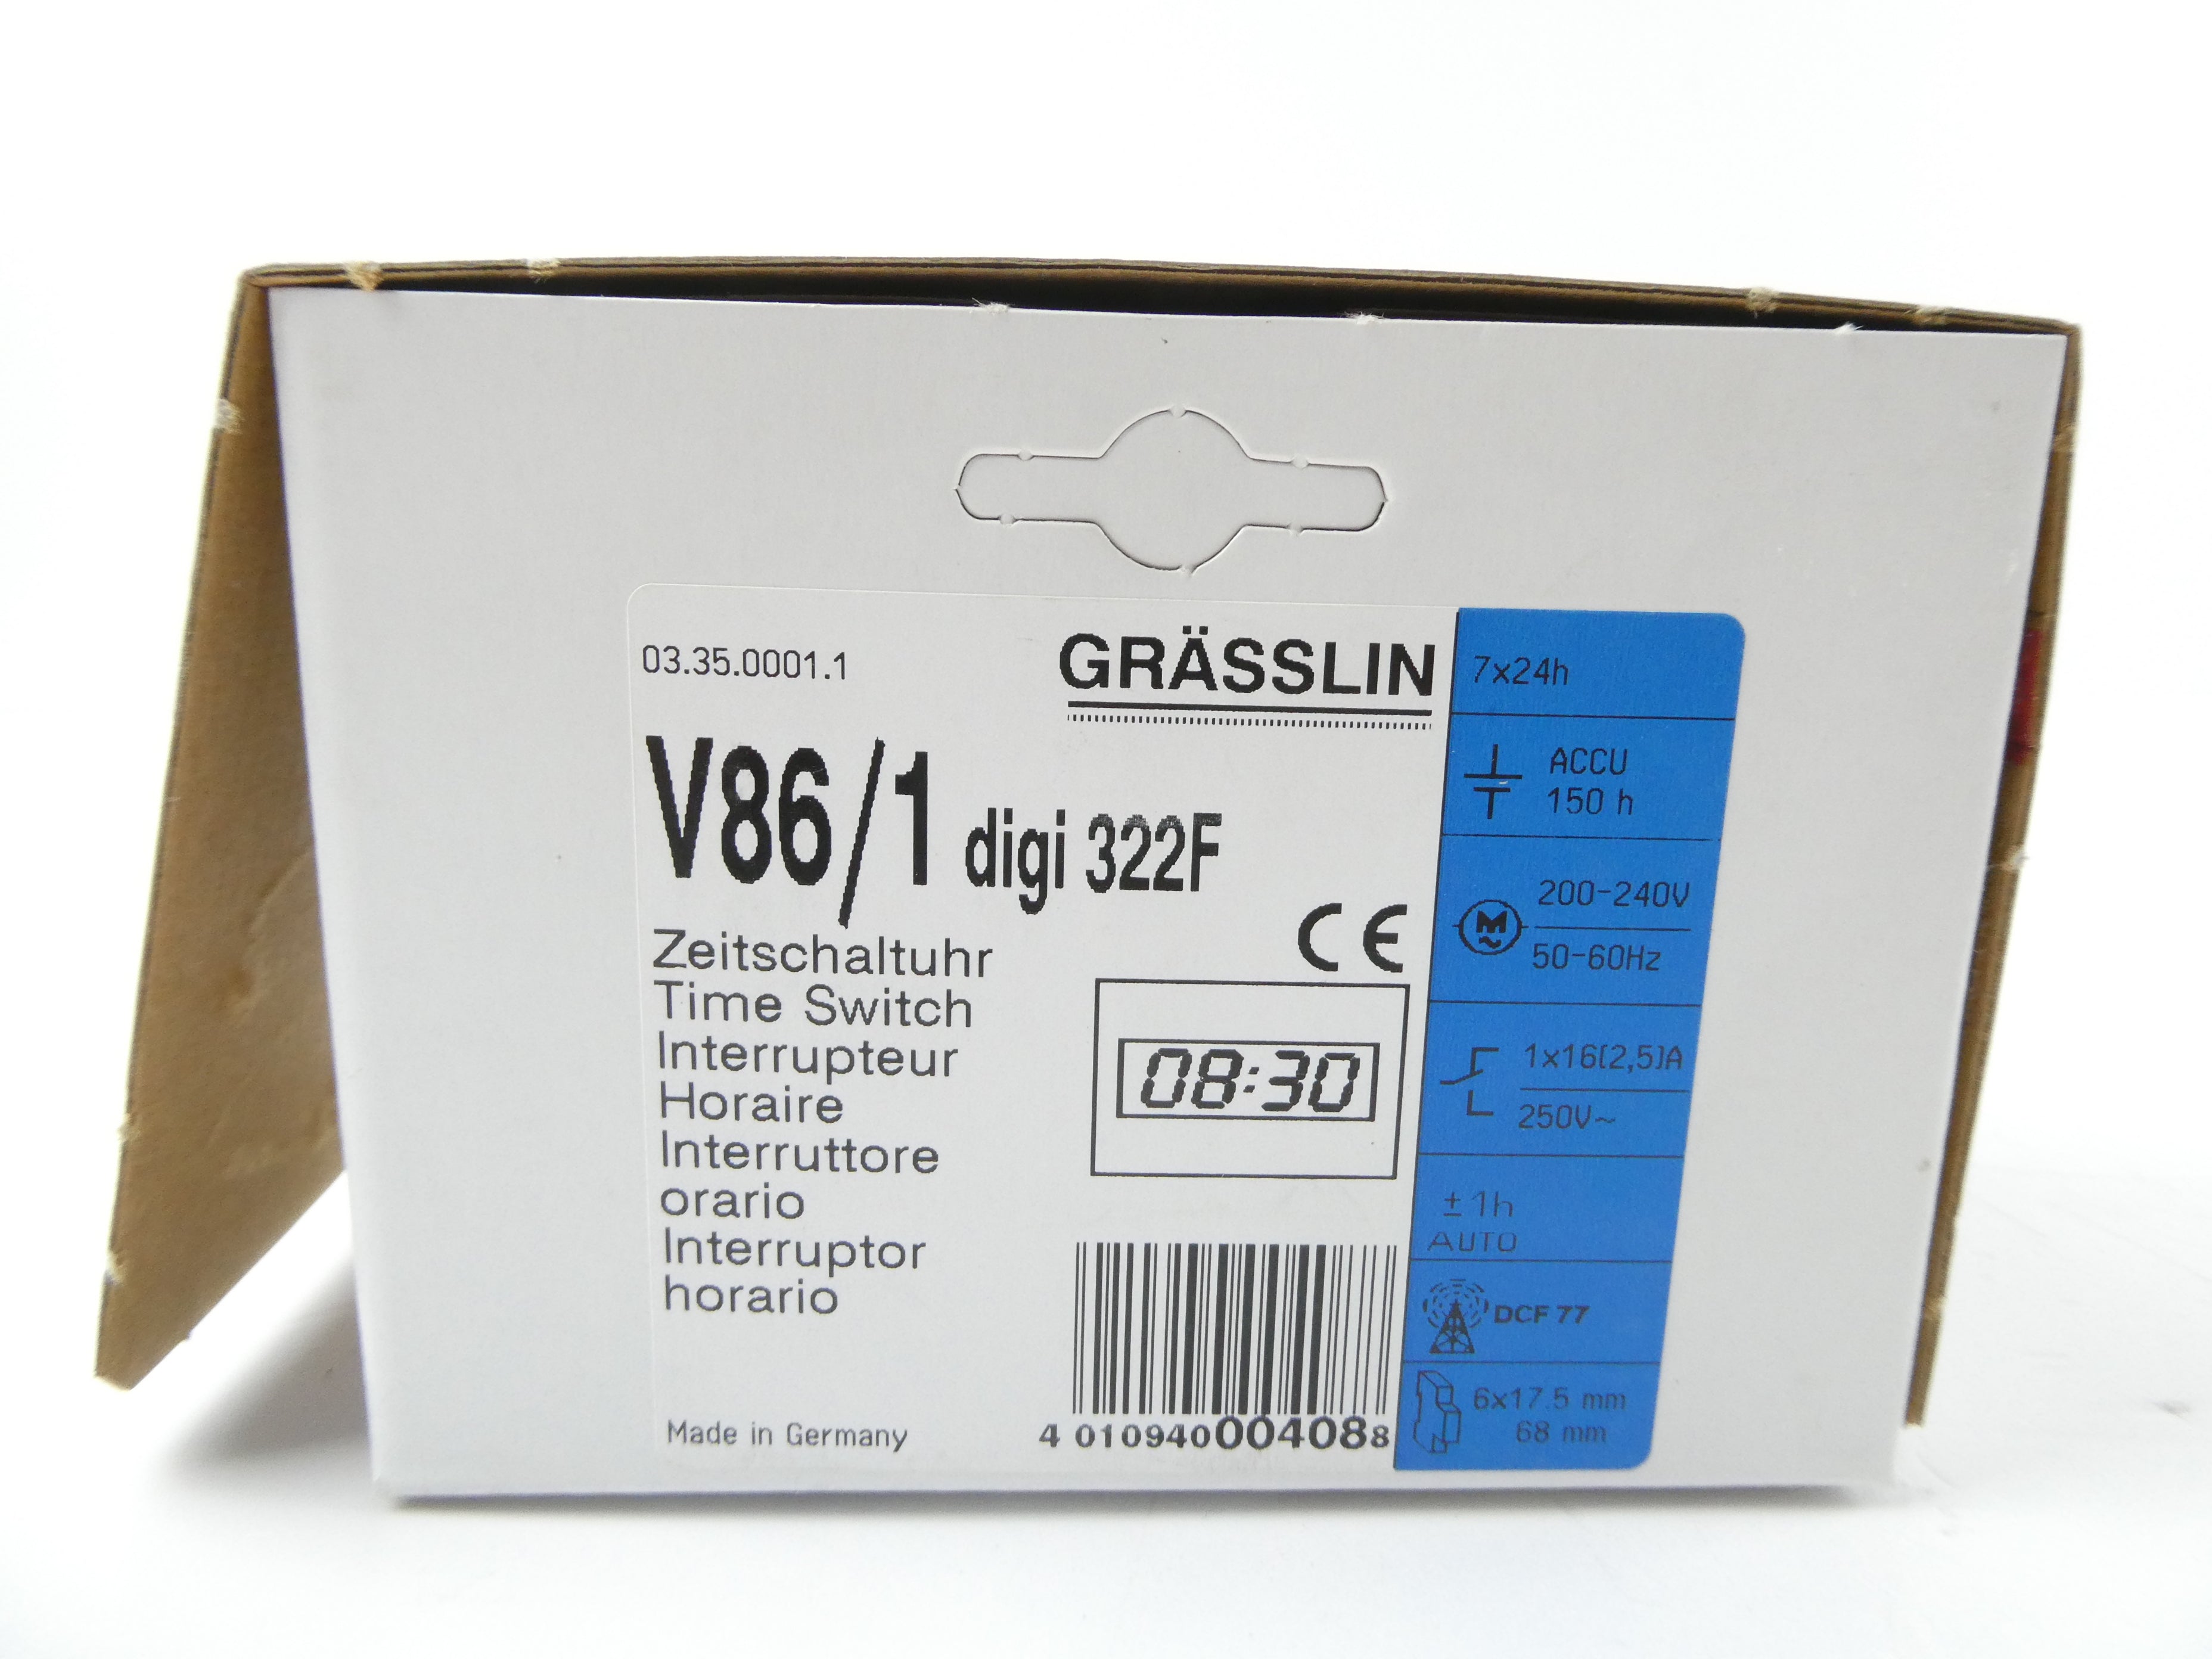 03.35.0001.1
GRÄSSLIN
V86/1 digi 322F
CE
Zeitschaltuhr
Time Switch
Interrupteur
Horaire
Interruttore
orario
Interruptor
horario
08:30
Made in Germany
4 010940004088
7x24h
ACCU
150 h
M
200-240V
50-60Hz
1x16(2,5)A
250V~
±1h
AUTO
DCF 77
6x17.5 mm
68 mm